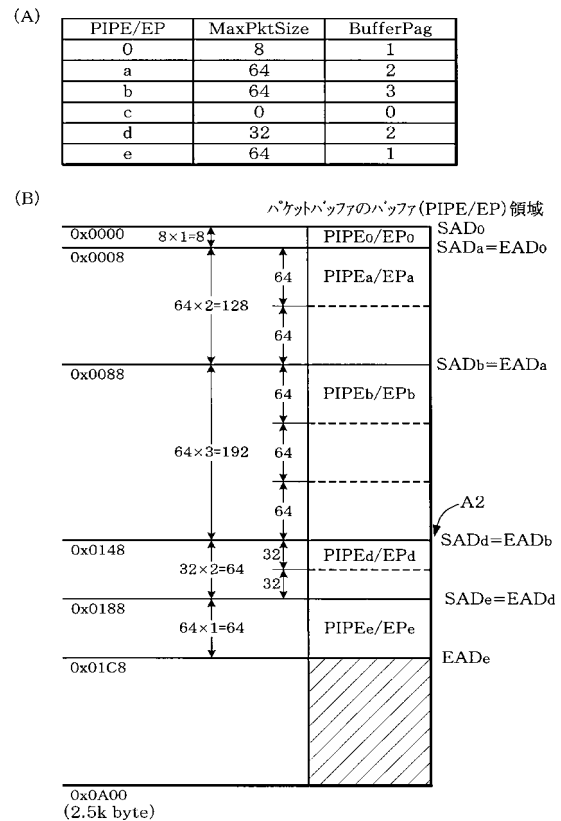 (A)
PIPE/EP MaxPktSize BufferPag
0 8 1
a 64 2
b 64 3
c 0 0
d 32 2
e 64 1
(B)
パケットバッファのバッファ(PIPE/EP)領域
0x0000 8×1=8 PIPE0/EP0 SAD0
SADa=EAD0
0x0008
64 PIPEa/EPa
64×2=128
64
SADb=EADa
0x0088
64 PIPEb/EPb
64×3=192 64
64
A2
SADd=EADb
0x0148 32 PIPEd/EPd
32×2=64
32
SADe=EADd
0x0188
64×1=64 PIPEe/EPe
EADe
0x01C8
0x0A00
(2.5k byte)